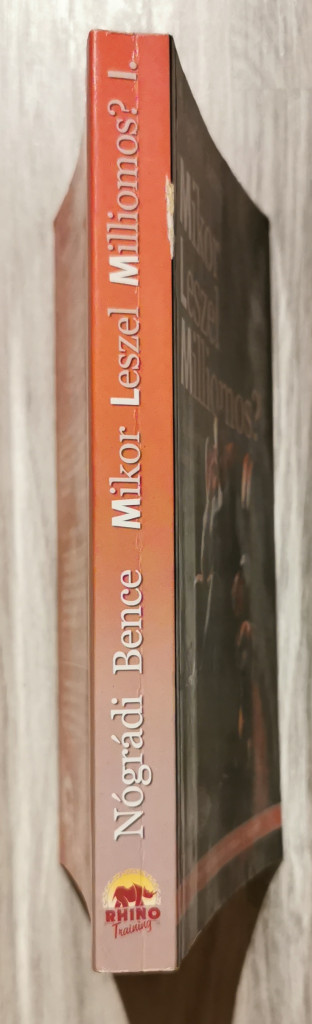 Nógrádi Bence Mikor Leszel Milliomos? I.
RHINO
Training
Mikor
Leszel
Milliomos?